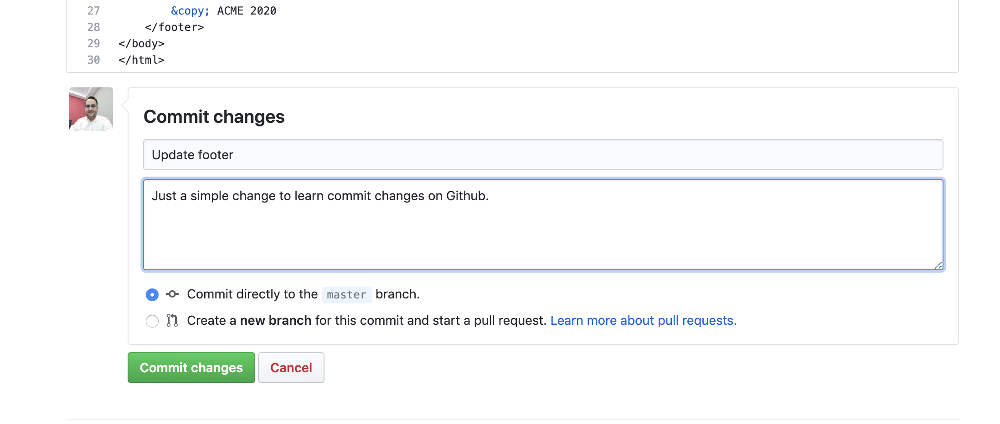 27 &copy; ACME 2020
28 </footer>
29 </body>
30 </html>
Commit changes
Update footer
Just a simple change to learn commit changes on Github.
Commit directly to the master branch.
Create a new branch for this commit and start a pull request. Learn more about pull requests.
Commit changes Cancel